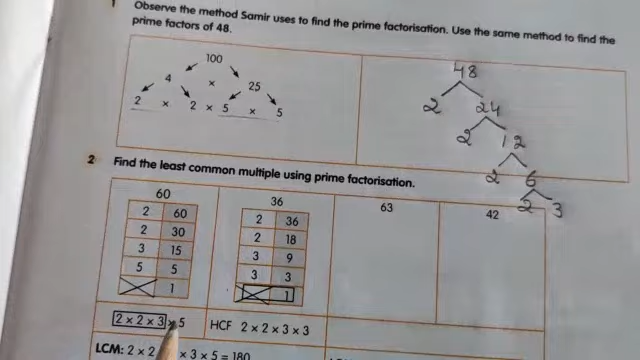 1 Observe the method Samir uses to find the prime factorisation. Use the same method to find the
prime factors of 48.
100
4 × 25
2 × 2 × 5 × 5
48
2 24
2 12
2 6
2 3
2 Find the least common multiple using prime factorisation.
60 36 63 42
2 60
2 30
3 15
5 5
1
2 36
2 18
3 9
3 3
1
2 × 2 × 3 × 5
HCF 2 × 2 × 3 × 3
LCM: 2 × 2 × 3 × 5 = 180